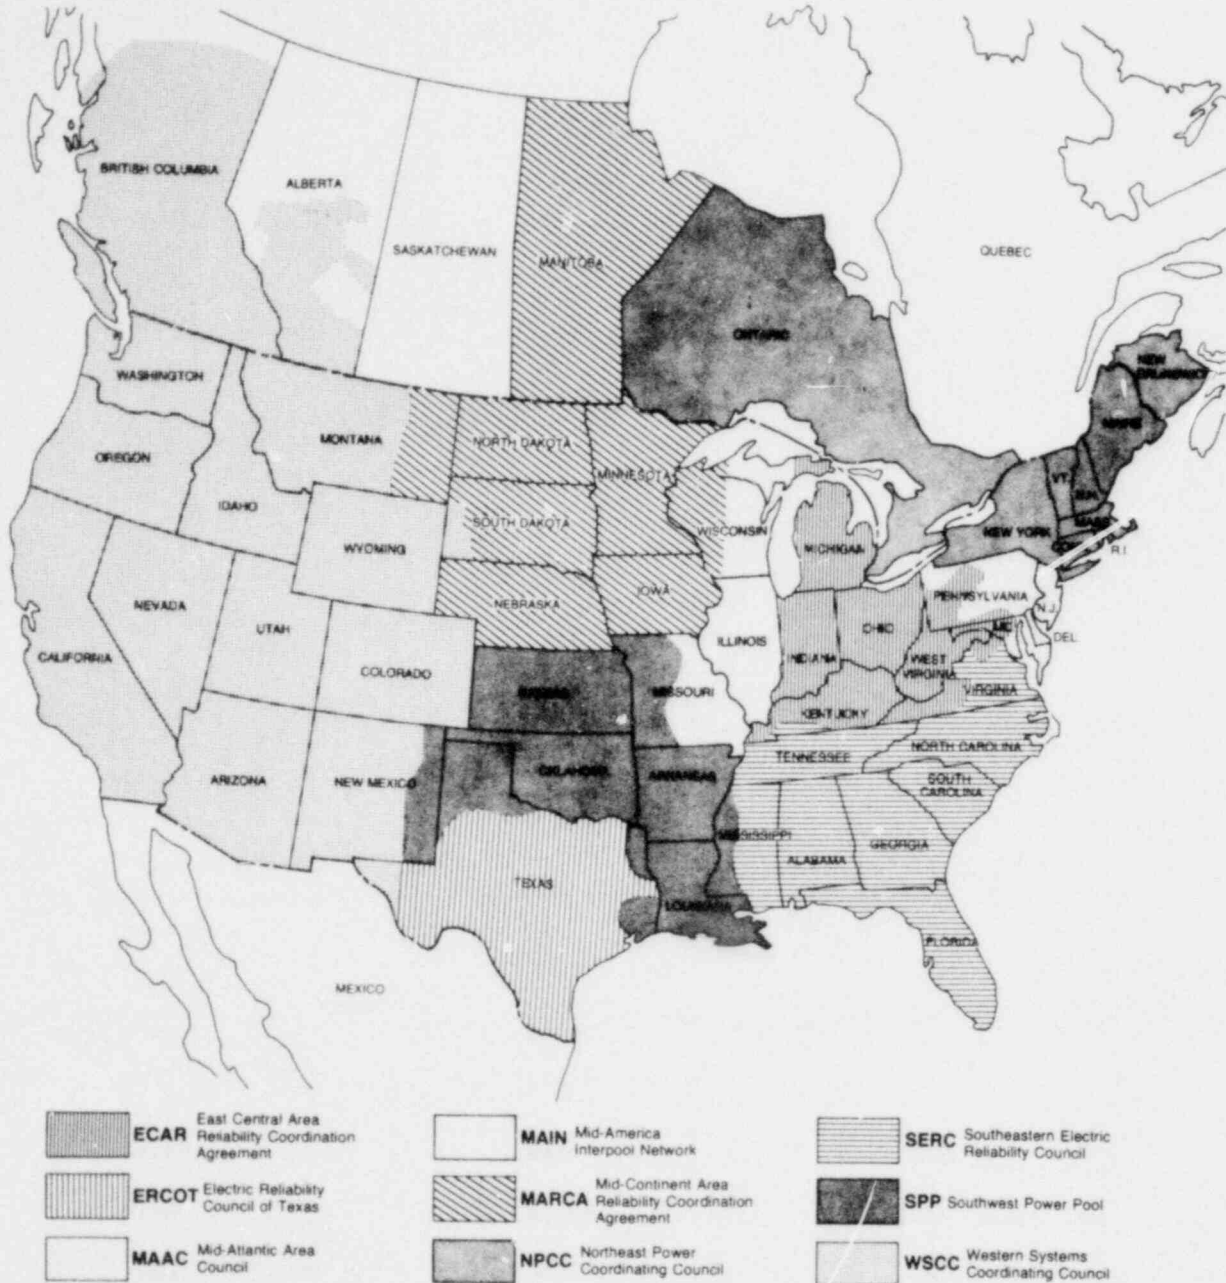 BRITISH COLUMBIA
ALBERTA
SASKATCHEWAN
MANITOBA
ONTARIO
QUEBEC
NEW
BRUNSWICK
MAINE
WASHINGTON
MONTANA
NORTH DAKOTA
MINNESOTA
VT.
N.H.
OREGON
IDAHO
SOUTH DAKOTA
WISCONSIN
MICHIGAN
NEW YORK
MASS
R.I.
WYOMING
NEBRASKA
IOWA
PENNSYLVANIA
N.J.
DEL.
NEVADA
UTAH
COLORADO
ILLINOIS
INDIANA
OHIO
WEST
VIRGINIA
VIRGINIA
CALIFORNIA
KANSAS
MISSOURI
KENTUCKY
ARIZONA
NEW MEXICO
OKLAHOMA
ARKANSAS
TENNESSEE
NORTH CAROLINA
SOUTH
CAROLINA
MISSISSIPPI
ALABAMA
GEORGIA
TEXAS
LOUISIANA
FLORIDA
MEXICO
ECAR East Central Area
Reliability Coordination
Agreement
ERCOT Electric Reliability
Council of Texas
MAAC Mid-Atlantic Area
Council
MAIN Mid-America
Interpool Network
MARCA Mid-Continent Area
Reliability Coordination
Agreement
NPCC Northeast Power
Coordinating Council
SERC Southeastern Electric
Reliability Council
SPP Southwest Power Pool
WSCC Western Systems
Coordinating Council